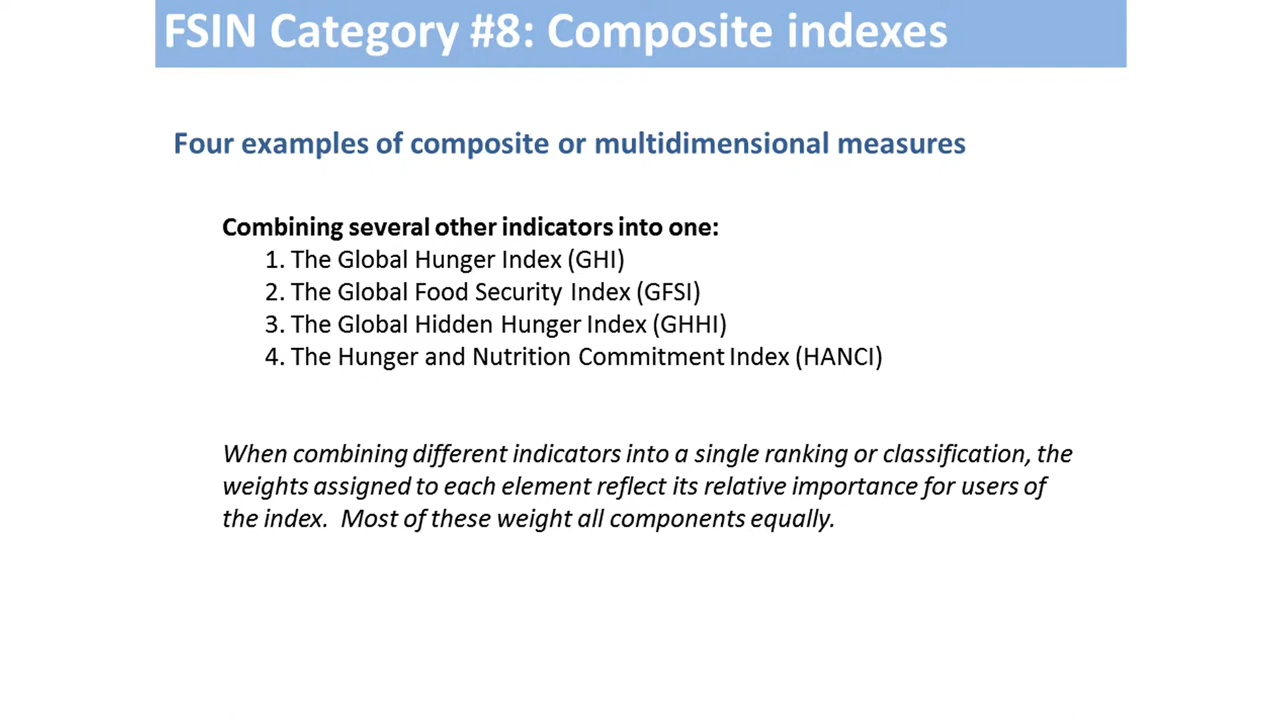 FSIN Category #8: Composite indexes
Four examples of composite or multidimensional measures
Combining several other indicators into one:
1. The Global Hunger Index (GHI)
2. The Global Food Security Index (GFSI)
3. The Global Hidden Hunger Index (GHHI)
4. The Hunger and Nutrition Commitment Index (HANCI)
When combining different indicators into a single ranking or classification, the
weights assigned to each element reflect its relative importance for users of
the index.  Most of these weight all components equally.